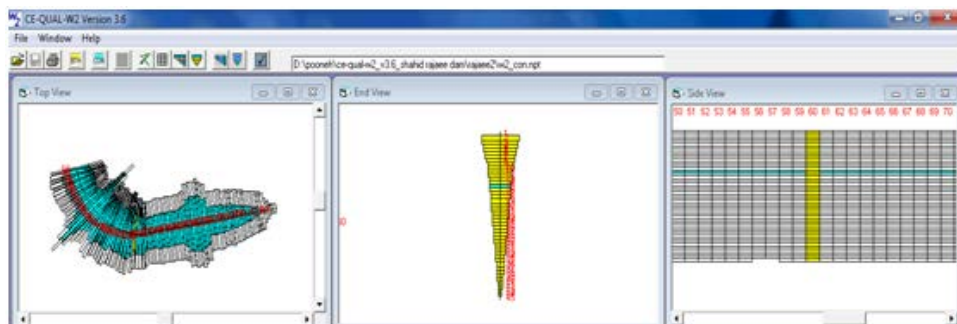 CE-QUAL-W2 Version 3.6
File Window Help
D:\pooneh\ce-qual-w2_v3.6_shahid rajaee dam\rajaee2\w2_con.npt
Top View
End View
Side View
50 51 52 53 54 55 56 57 58 59 60 61 62 63 64 65 66 67 68 69 70